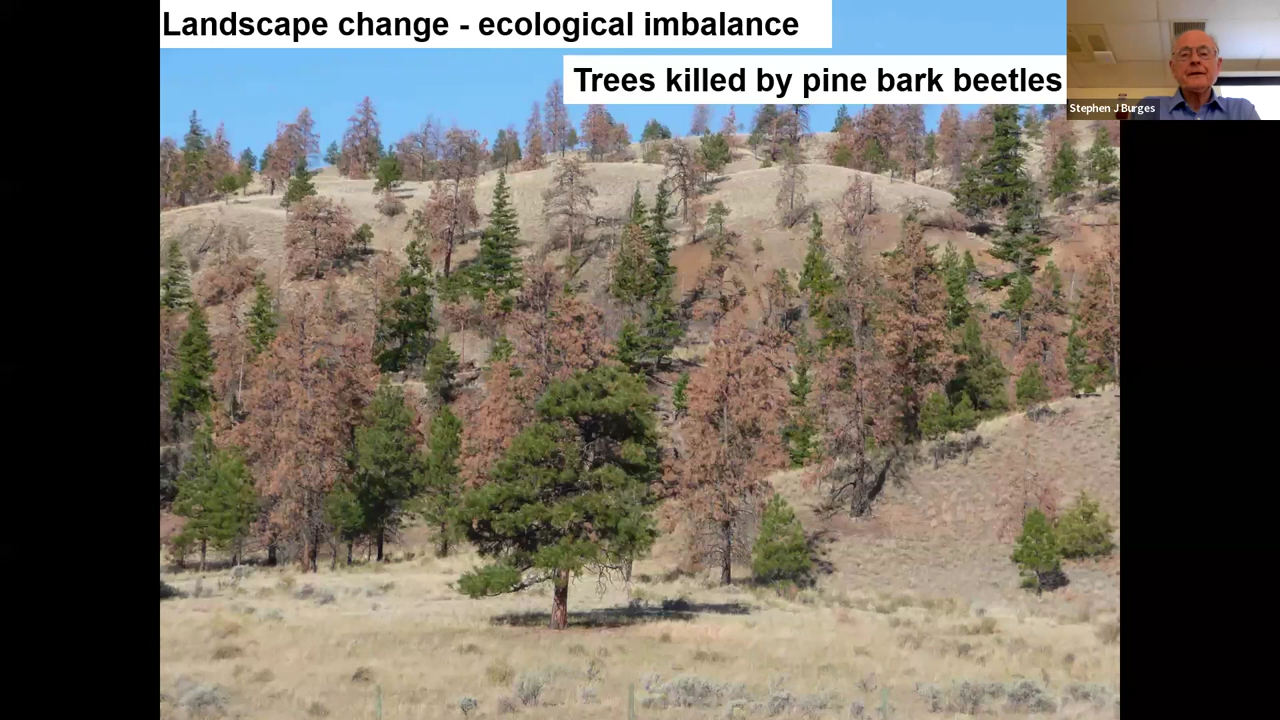 Landscape change - ecological imbalance
Trees killed by pine bark beetles
Stephen J Burges